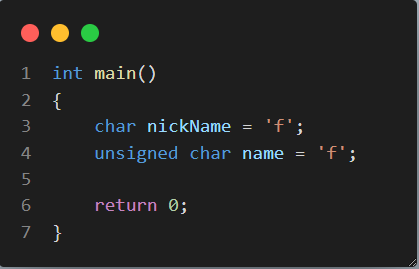 1 int main()
2 {
3     char nickName = 'f';
4     unsigned char name = 'f';
5
6     return 0;
7 }